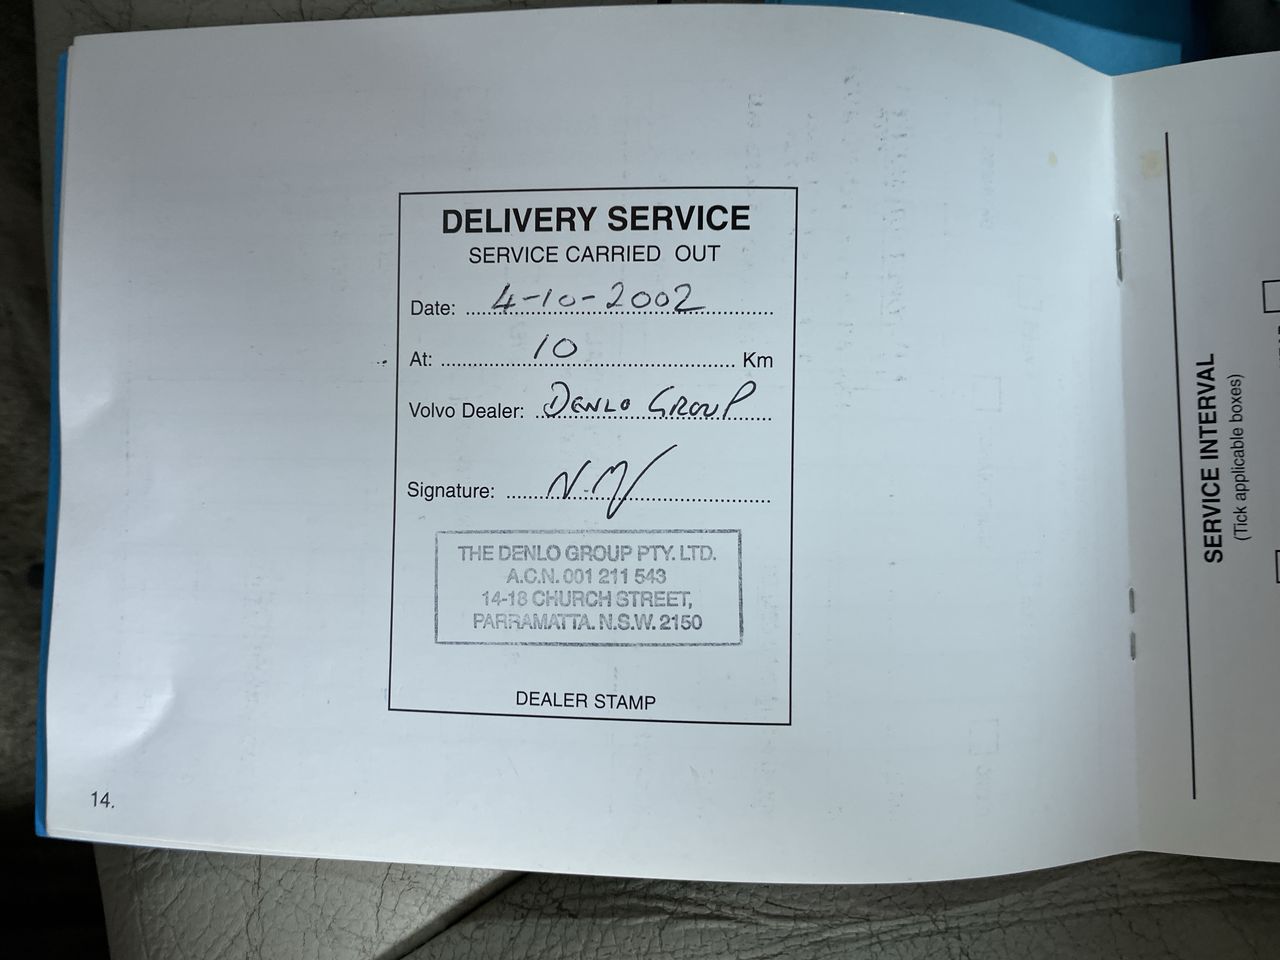 DELIVERY SERVICE
SERVICE CARRIED OUT
Date: 4-10-2002
At: 10 Km
Volvo Dealer: DENLO GROUP
Signature:
THE DENLO GROUP PTY. LTD.
A.C.N. 001 211 543
14-18 CHURCH STREET,
PARRAMATTA. N.S.W. 2150
DEALER STAMP
14.
SERVICE INTERVAL
(Tick applicable boxes)